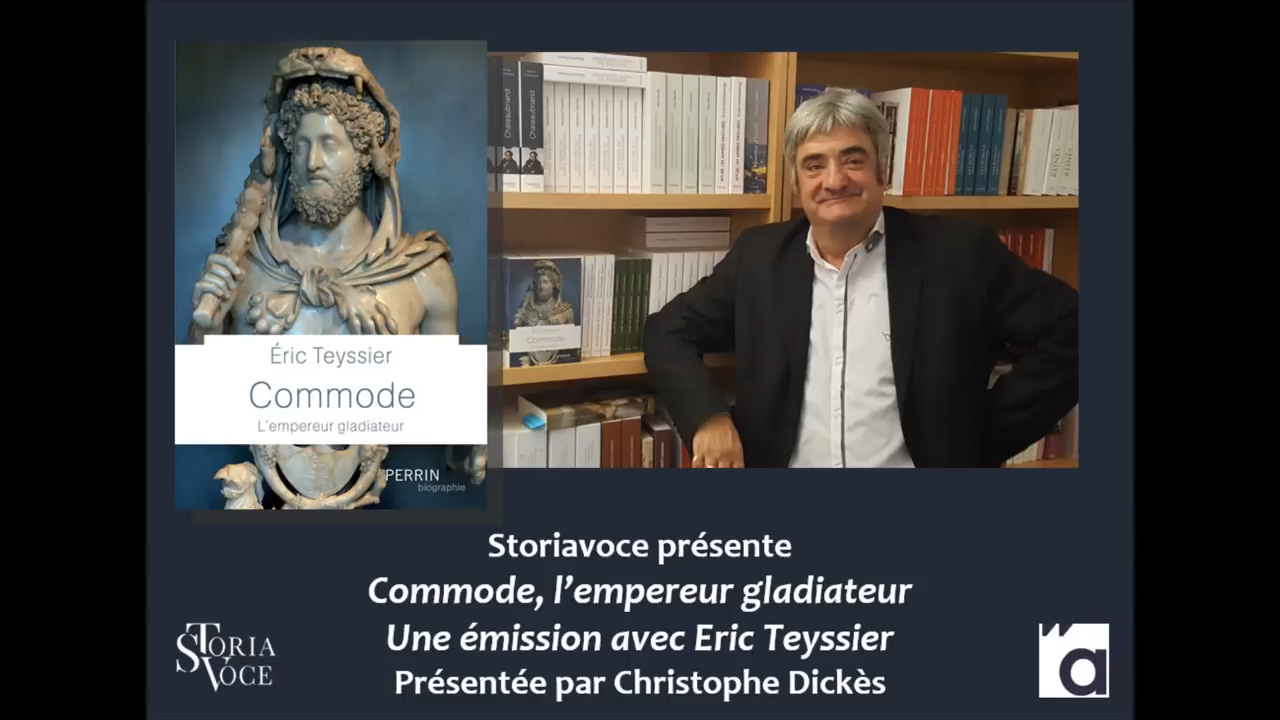 Éric Teyssier
Commode
L'empereur gladiateur
PERRIN
biographie
Chateaubriand
Chateaubriand
Commode
REINES
Storiavoce présente
Commode, l'empereur gladiateur
Une émission avec Eric Teyssier
Présentée par Christophe Dickès
STORIA
VOCE
a